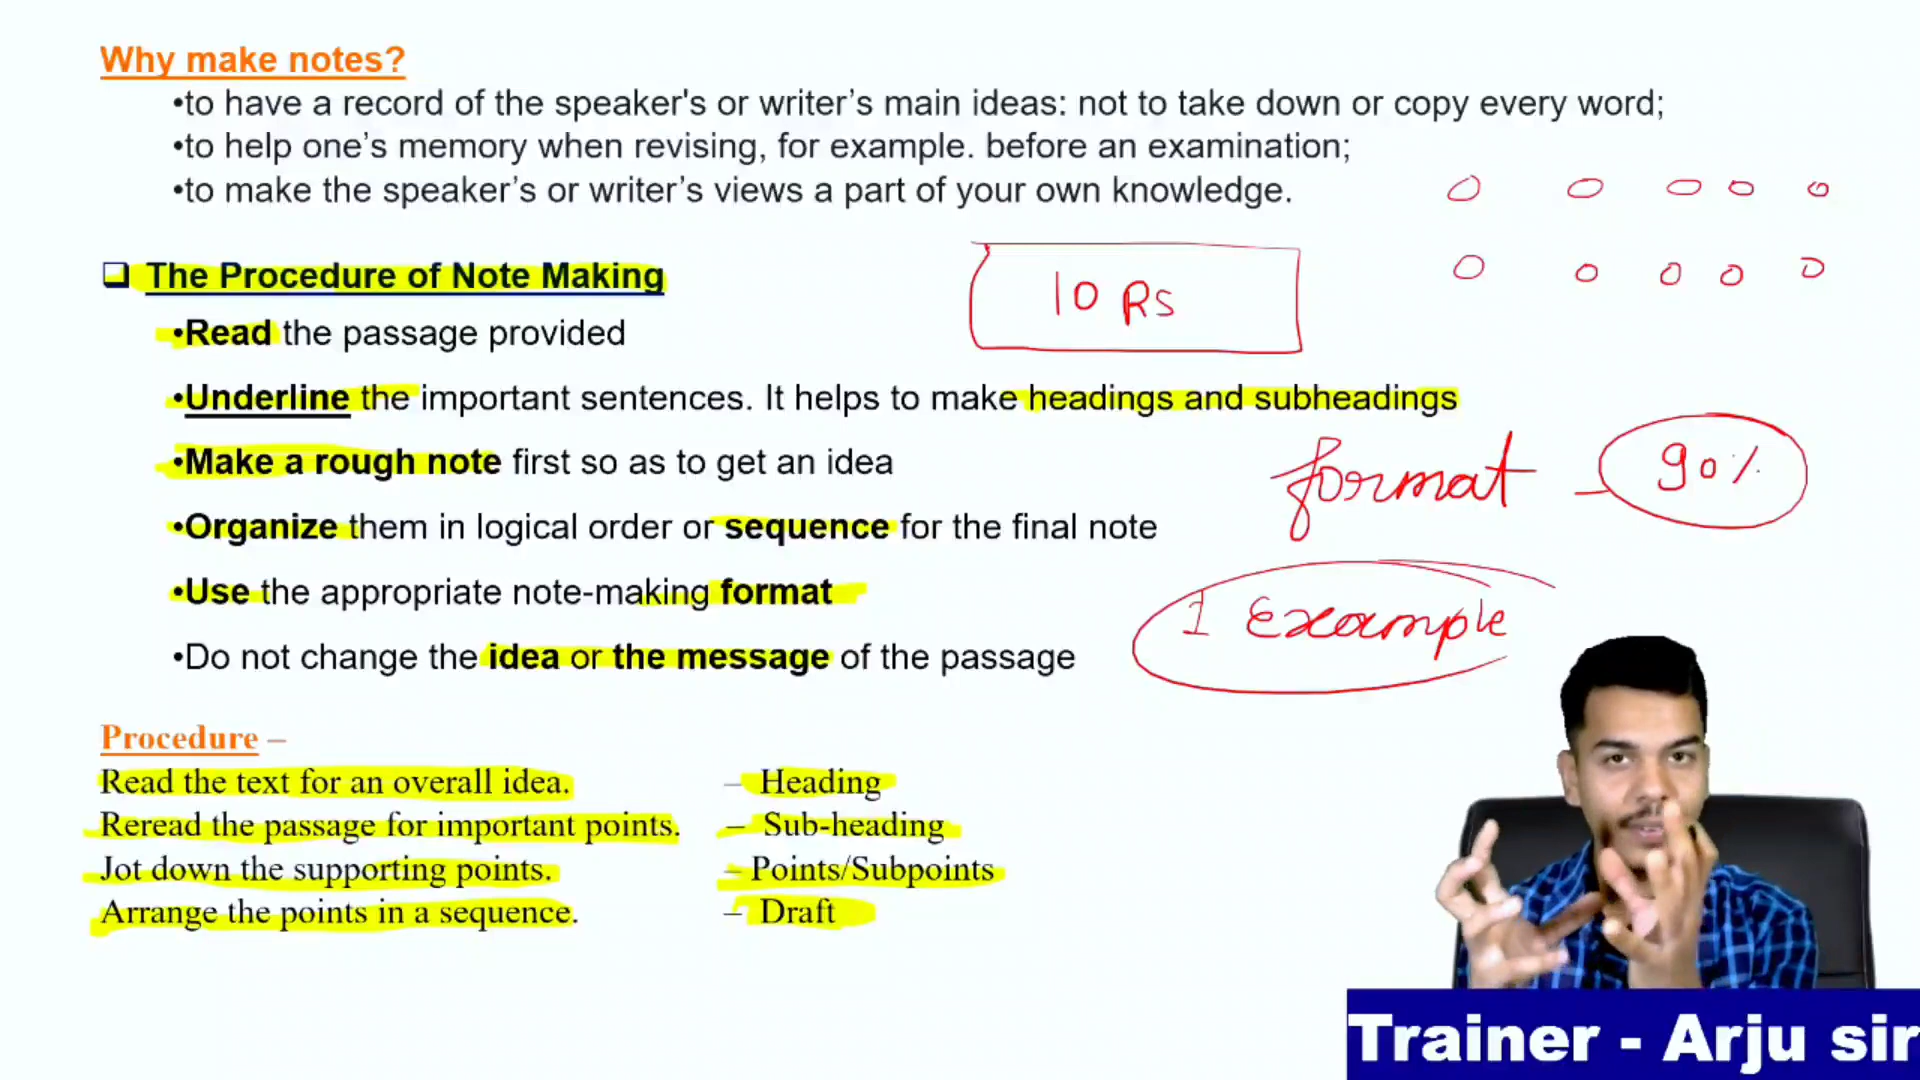 Why make notes?
•to have a record of the speaker's or writer’s main ideas: not to take down or copy every word;
•to help one’s memory when revising, for example. before an examination;
•to make the speaker’s or writer’s views a part of your own knowledge.
The Procedure of Note Making
10 Rs
•Read the passage provided
•Underline the important sentences. It helps to make headings and subheadings
•Make a rough note first so as to get an idea
format – 90%
•Organize them in logical order or sequence for the final note
•Use the appropriate note-making format
1 Example
•Do not change the idea or the message of the passage
Procedure –
Read the text for an overall idea. – Heading
Reread the passage for important points. – Sub-heading
Jot down the supporting points. – Points/Subpoints
Arrange the points in a sequence. – Draft
Trainer - Arju sir